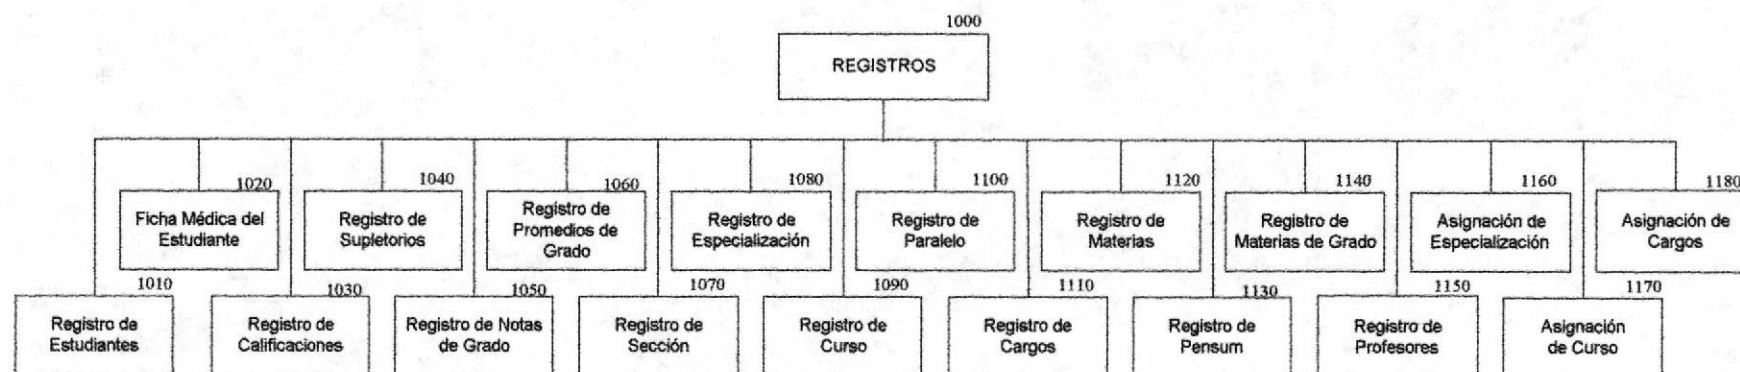 1000
REGISTROS
1020
Ficha Médica del
Estudiante
1040
Registro de
Supletorios
1060
Registro de
Promedios de
Grado
1080
Registro de
Especialización
1100
Registro de
Paralelo
1120
Registro de
Materias
1140
Registro de
Materias de Grado
1160
Asignación de
Especialización
1180
Asignación de
Cargos
1010
Registro de
Estudiantes
1030
Registro de
Calificaciones
1050
Registro de Notas
de Grado
1070
Registro de
Sección
1090
Registro de
Curso
1110
Registro de
Cargos
1130
Registro de
Pensum
1150
Registro de
Profesores
1170
Asignación
de Curso